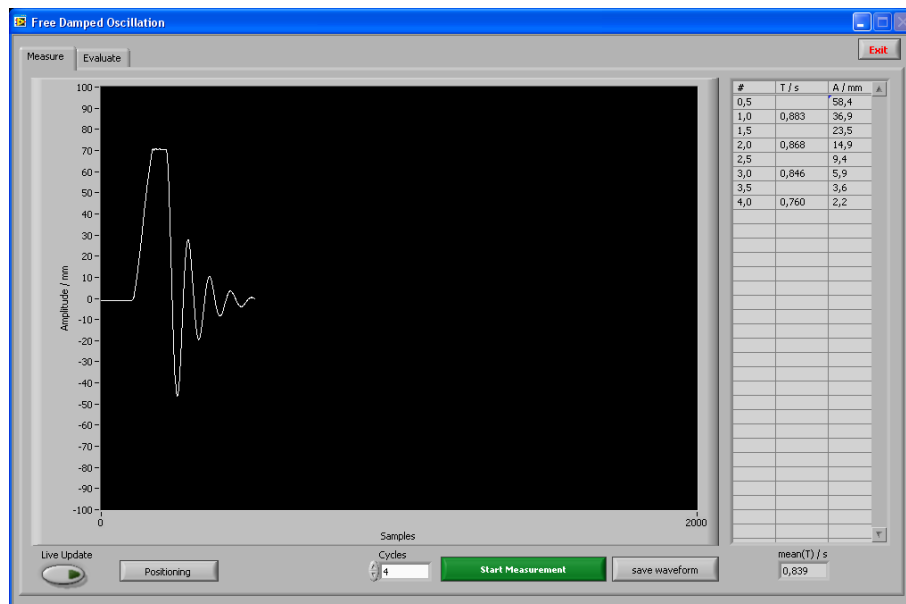 Free Damped Oscillation
Exit
Measure Evaluate
# T / s A / mm
0,5 58,4
1,0 0,883 36,9
1,5 23,5
2,0 0,868 14,9
2,5 9,4
3,0 0,846 5,9
3,5 3,6
4,0 0,760 2,2
100
90
80
70
60
50
40
30
20
10
0
-10
-20
-30
-40
-50
-60
-70
-80
-90
-100
Amplitude / mm
0 2000
Samples
Live Update
Positioning
Cycles
4
Start Measurement
save waveform
mean(T) / s
0,839